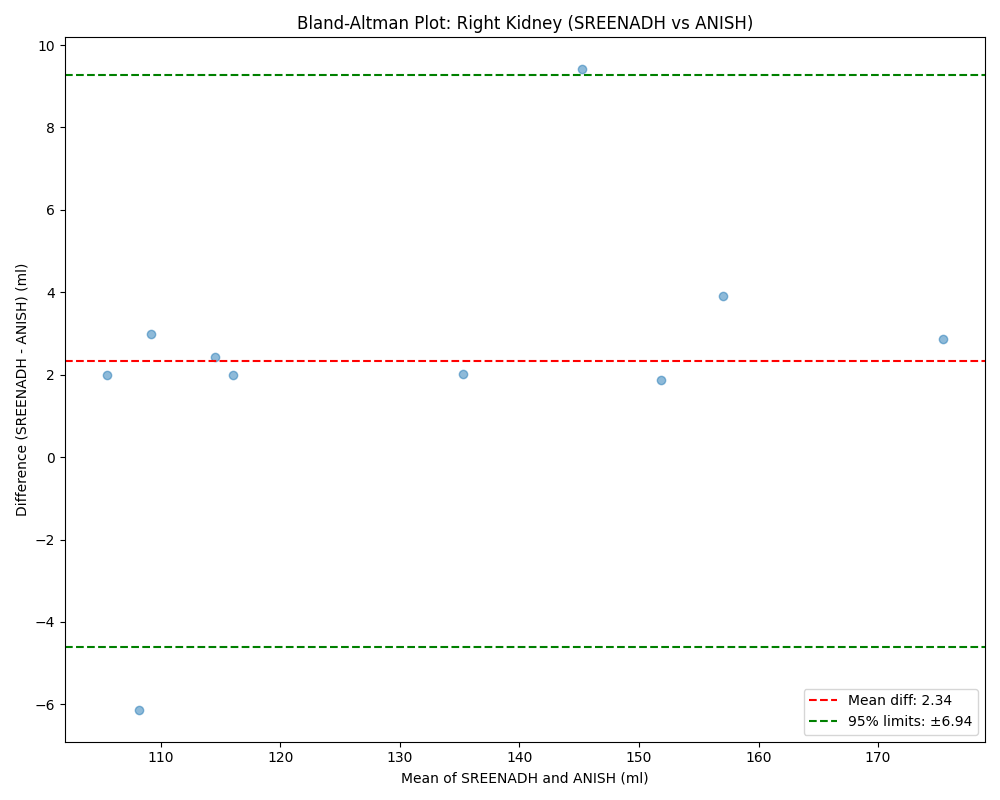 Bland-Altman Plot: Right Kidney (SREENADH vs ANISH)
10
8
6
4
2
0
−2
−4
−6
Difference (SREENADH - ANISH) (ml)
Mean diff: 2.34
95% limits: ±6.94
110 120 130 140 150 160 170
Mean of SREENADH and ANISH (ml)